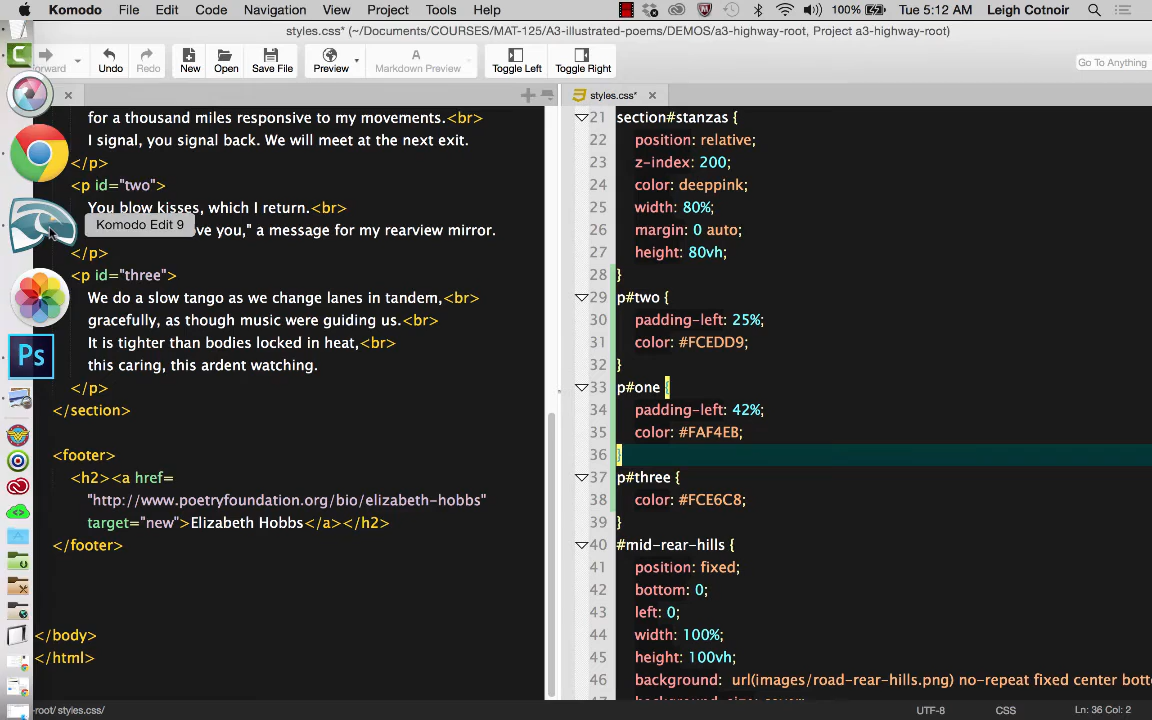 Komodo File Edit Code Navigation View Project Tools Help 100% Tue 5:12 AM Leigh Cotnoir
styles.css* (~/Documents/COURSES/MAT-125/A3-illustrated-poems/DEMOS/a3-highway-root, Project a3-highway-root)
orward Undo Redo New Open Save File Preview Markdown Preview Toggle Left Toggle Right Go To Anything
styles.css*
for a thousand miles responsive to my movements.<br>
I signal, you signal back. We will meet at the next exit.
</p>
<p id="two">
You blow kisses, which I return.<br>
Komodo Edit 9
ve you," a message for my rearview mirror.
</p>
<p id="three">
We do a slow tango as we change lanes in tandem,<br>
gracefully, as though music were guiding us.<br>
It is tighter than bodies locked in heat,<br>
this caring, this ardent watching.
</p>
</section>
<footer>
<h2><a href=
"http://www.poetryfoundation.org/bio/elizabeth-hobbs"
target="new">Elizabeth Hobbs</a></h2>
</footer>
</body>
</html>
21 section#stanzas {
22 position: relative;
23 z-index: 200;
24 color: deeppink;
25 width: 80%;
26 margin: 0 auto;
27 height: 80vh;
28 }
29 p#two {
30 padding-left: 25%;
31 color: #FCEDD9;
32 }
33 p#one {
34 padding-left: 42%;
35 color: #FAF4EB;
36 }
37 p#three {
38 color: #FCE6C8;
39 }
40 #mid-rear-hills {
41 position: fixed;
42 bottom: 0;
43 left: 0;
44 width: 100%;
45 height: 100vh;
46 background: url(images/road-rear-hills.png) no-repeat fixed center bott
Ps
-root/ styles.css/ UTF-8 CSS Ln: 36 Col: 2